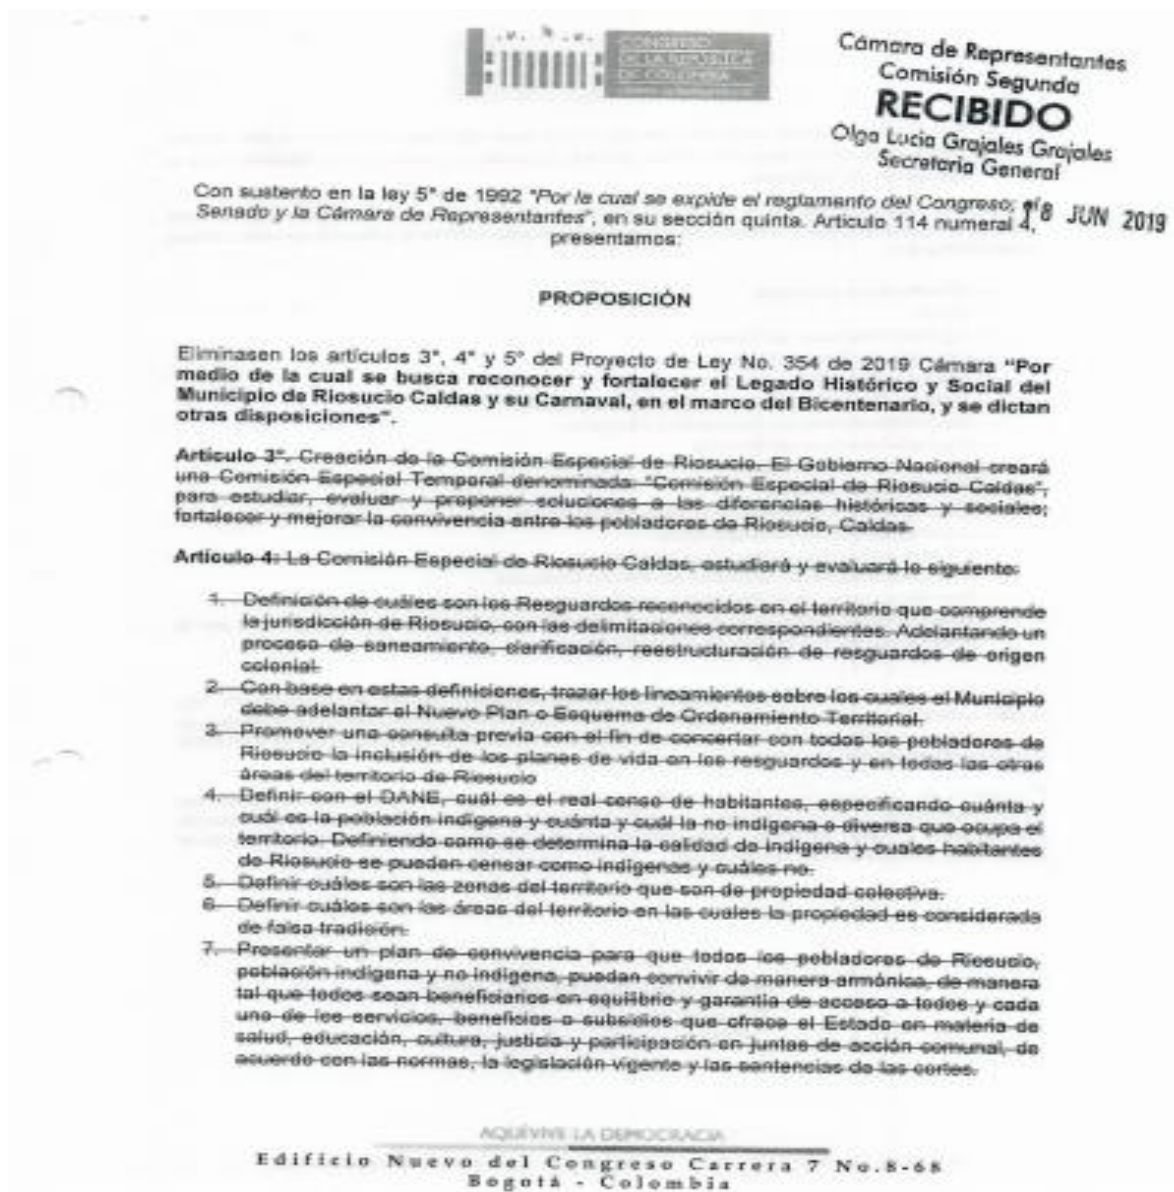 CONGRESO
DE LA REPÚBLICA
DE COLOMBIA
Cámara de Representantes
Comisión Segunda
RECIBIDO
Olga Lucia Grajales Grajales
Secretaria General
18 JUN 2019
Con sustento en la ley 5° de 1992 "Por la cual se expide el reglamento del Congreso; el
Senado y la Cámara de Representantes", en su sección quinta. Articulo 114 numeral 4,
presentamos:
PROPOSICIÓN
Eliminasen los artículos 3°, 4° y 5° del Proyecto de Ley No. 354 de 2019 Cámara "Por
medio de la cual se busca reconocer y fortalecer el Legado Histórico y Social del
Municipio de Riosucio Caldas y su Carnaval, en el marco del Bicentenario, y se dictan
otras disposiciones".
Artículo 3°. Creación de la Comisión Especial de Riosucio. El Gobierno Nacional creará
una Comisión Especial Temporal denominada: "Comisión Especial de Riosucio Caldas",
para estudiar, evaluar y proponer soluciones a las diferencias históricas y sociales;
fortalecer y mejorar la convivencia entre los pobladores de Riosucio, Caldas.
Artículo 4: La Comisión Especial de Riosucio Caldas, estudiará y evaluará lo siguiente:
1. Definición de cuáles son los Resguardos reconocidos en el territorio que comprende
la jurisdicción de Riosucio, con las delimitaciones correspondientes. Adelantando un
proceso de saneamiento, clarificación, reestructuración de resguardos de origen
colonial.
2. Con base en estas definiciones, trazar los lineamientos sobre los cuales el Municipio
debe adelantar el Nuevo Plan o Esquema de Ordenamiento Territorial.
3. Promover una consulta previa con el fin de concertar con todos los pobladores de
Riosucio la inclusión de los planes de vida en los resguardos y en todas las otras
áreas del territorio de Riosucio
4. Definir con el DANE, cuál es el real censo de habitantes, especificando cuánta y
cuál es la población indígena y cuánta y cuál la no indígena o diversa que ocupa el
territorio. Definiendo como se determina la calidad de indígena y cuales habitantes
de Riosucio se pueden censar como indígenas y cuáles no.
5. Definir cuáles son las zonas del territorio que son de propiedad colectiva.
6. Definir cuáles son las áreas del territorio en las cuales la propiedad es considerada
de falsa tradición.
7. Presentar un plan de convivencia para que todos los pobladores de Riosucio,
población indígena y no indígena, puedan convivir de manera armónica, de manera
tal que todos sean beneficiarios en equilibrio y garantía de acceso a todos y cada
uno de los servicios, beneficios o subsidios que ofrece el Estado en materia de
salud, educación, cultura, justicia y participación en juntas de acción comunal, de
acuerdo con las normas, la legislación vigente y las sentencias de las cortes.
AQUÍ VIVE LA DEMOCRACIA
Edificio Nuevo del Congreso Carrera 7 No.8-68
Bogotá - Colombia